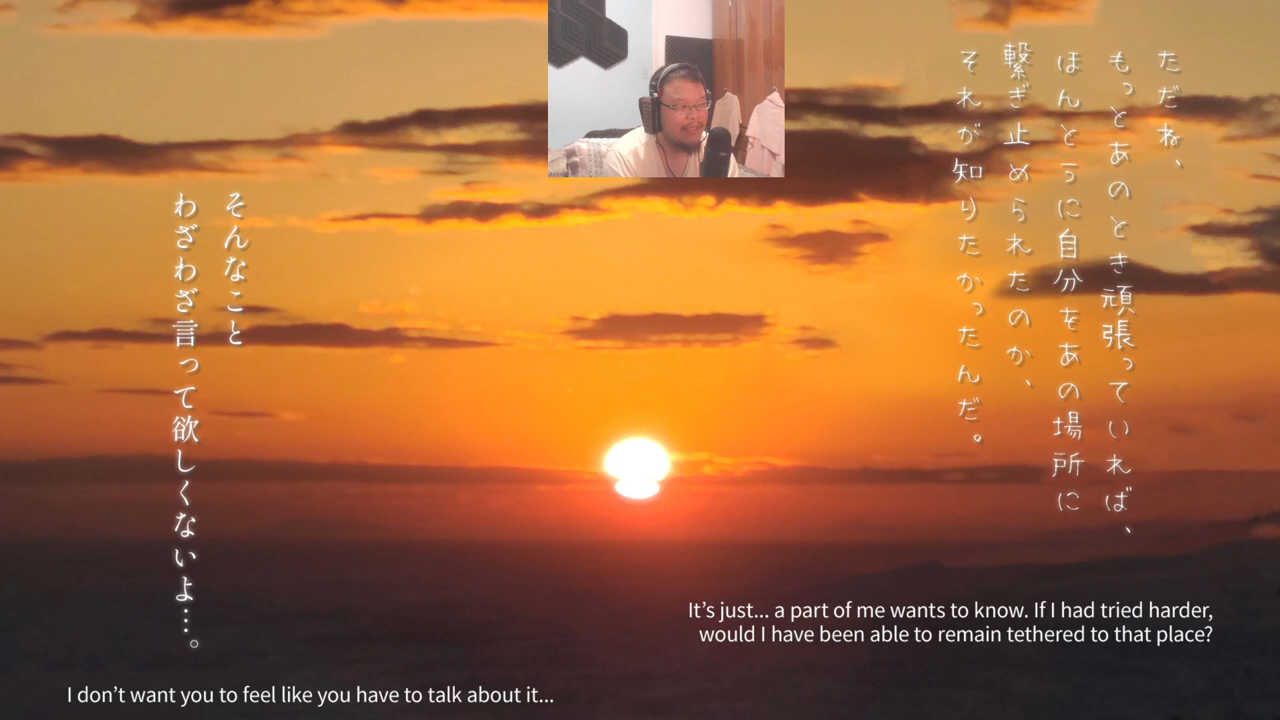 ただね、
もっとあのとき頑張っていれば、
ほんとうに自分をあの場所に
繋ぎ止められたのか、
それが知りたかったんだ。
そんなこと
わざわざ言って欲しくないよ…。
It's just... a part of me wants to know. If I had tried harder,
would I have been able to remain tethered to that place?
I don't want you to feel like you have to talk about it...